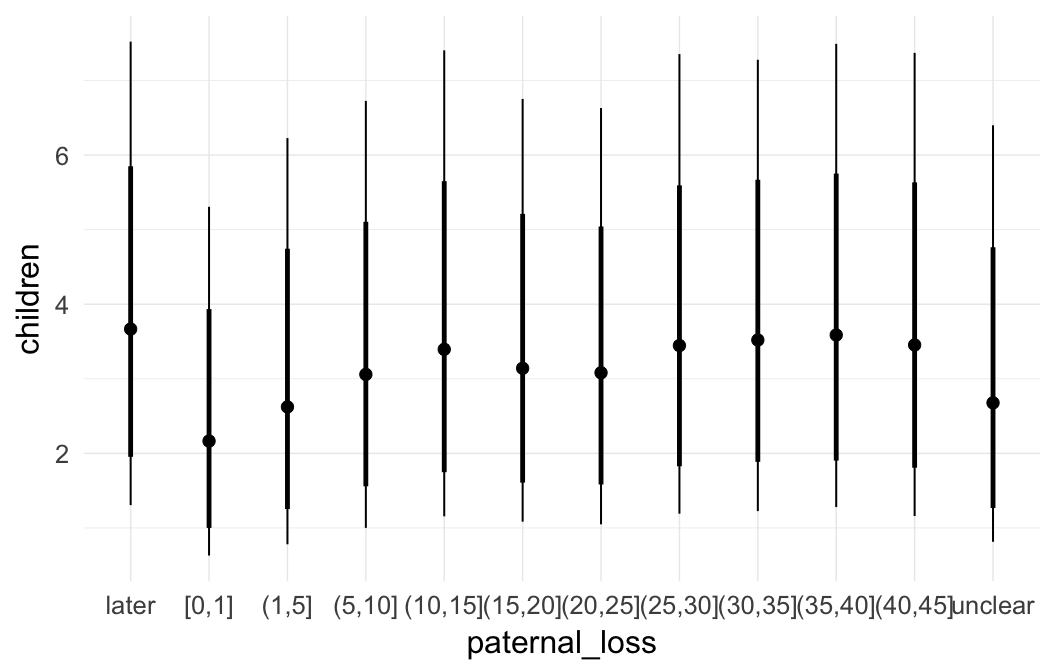 children
6
4
2
later [0,1] (1,5] (5,10] (10,15] (15,20] (20,25] (25,30] (30,35] (35,40] (40,45] unclear
paternal_loss